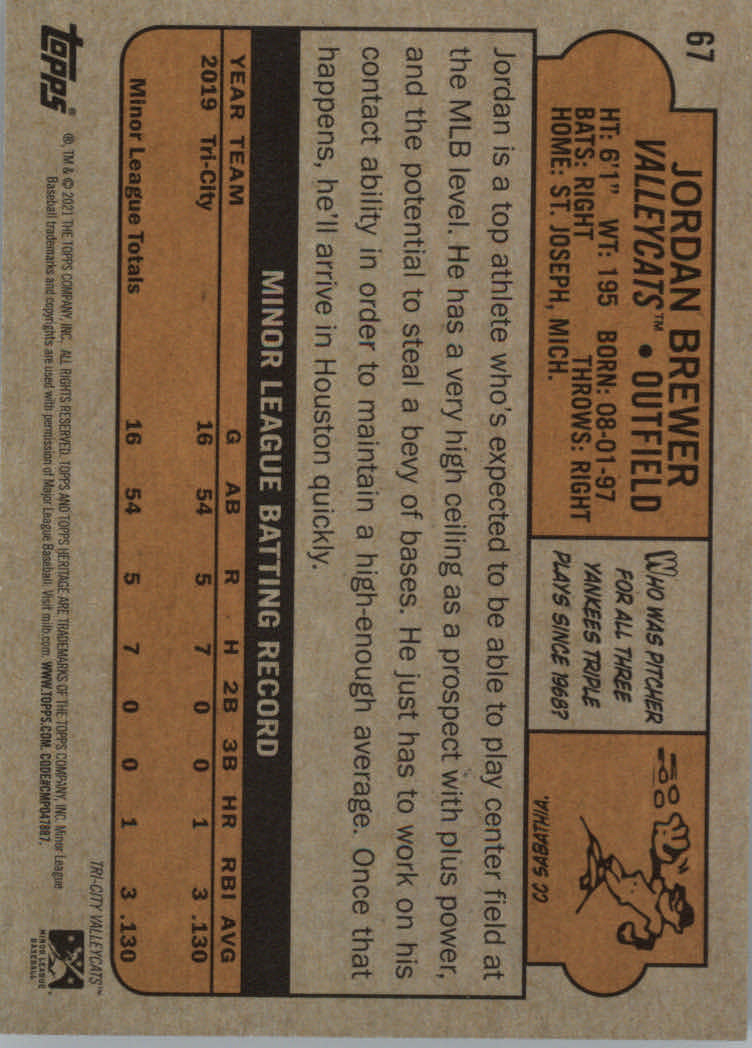 67
JORDAN BREWER
VALLEYCATS™ • OUTFIELD
HT: 6'1" WT: 195 BORN: 08-01-97
BATS: RIGHT THROWS: RIGHT
HOME: ST. JOSEPH, MICH.
WHO WAS PITCHER
FOR ALL THREE
YANKEES TRIPLE
PLAYS SINCE 1968?
CC SABATHIA.
Jordan is a top athlete who's expected to be able to play center field at
the MLB level. He has a very high ceiling as a prospect with plus power,
and the potential to steal a bevy of bases. He just has to work on his
contact ability in order to maintain a high-enough average. Once that
happens, he'll arrive in Houston quickly.
MINOR LEAGUE BATTING RECORD
YEAR TEAM G AB R H 2B 3B HR RBI AVG
2019 Tri-City 16 54 5 7 0 0 1 3 .130
Minor League Totals 16 54 5 7 0 0 1 3 .130
TRI-CITY VALLEYCATS™
topps®
®, TM & © 2021 THE TOPPS COMPANY, INC. ALL RIGHTS RESERVED. TOPPS AND TOPPS HERITAGE ARE TRADEMARKS OF THE TOPPS COMPANY, INC. Minor League
Baseball trademarks and copyrights are used with permission of Major League Baseball. Visit milb.com. WWW.TOPPS.COM. CODE#CMP047887.
MINOR LEAGUE
BASEBALL